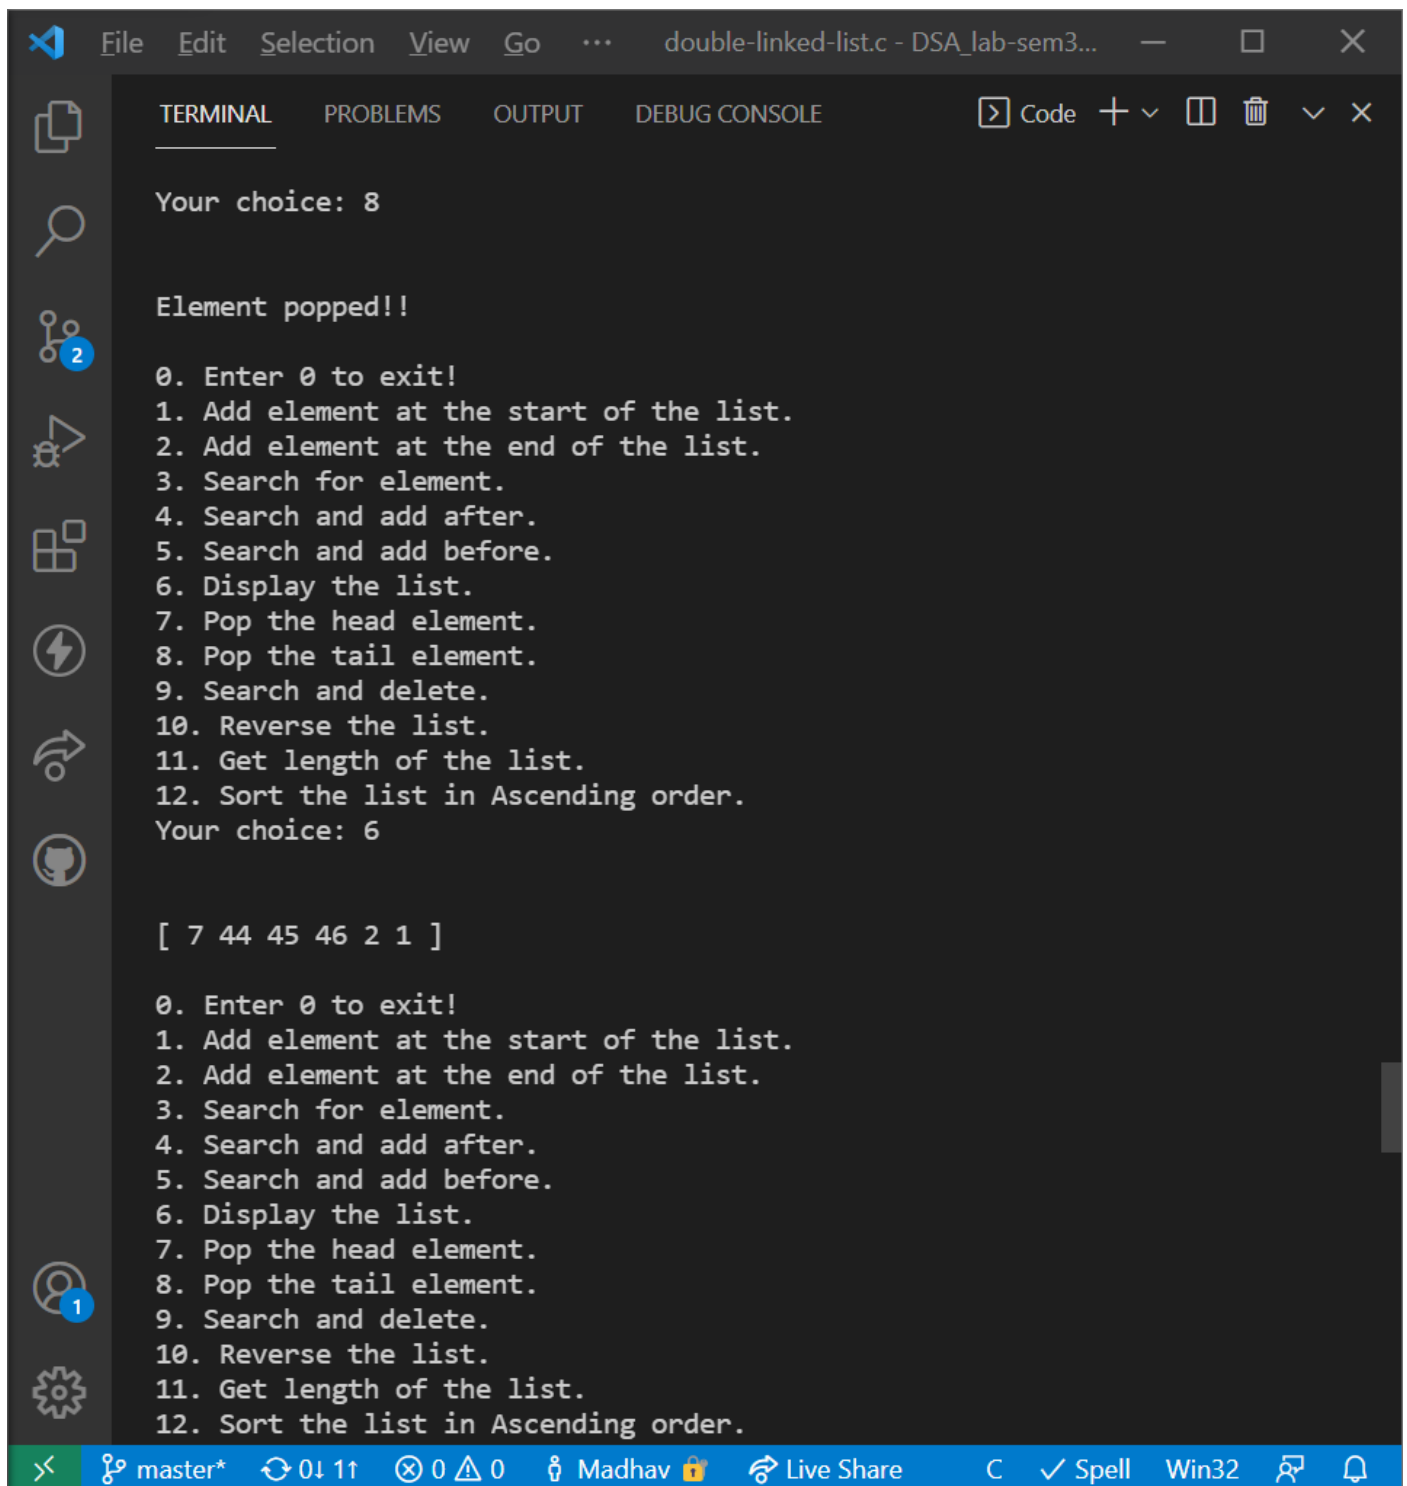 File Edit Selection View Go ··· double-linked-list.c - DSA_lab-sem3...
TERMINAL PROBLEMS OUTPUT DEBUG CONSOLE Code
Your choice: 8
Element popped!!
2
0. Enter 0 to exit!
1. Add element at the start of the list.
2. Add element at the end of the list.
3. Search for element.
4. Search and add after.
5. Search and add before.
6. Display the list.
7. Pop the head element.
8. Pop the tail element.
9. Search and delete.
10. Reverse the list.
11. Get length of the list.
12. Sort the list in Ascending order.
Your choice: 6
[ 7 44 45 46 2 1 ]
0. Enter 0 to exit!
1. Add element at the start of the list.
2. Add element at the end of the list.
3. Search for element.
4. Search and add after.
5. Search and add before.
6. Display the list.
7. Pop the head element.
8. Pop the tail element.
1
9. Search and delete.
10. Reverse the list.
11. Get length of the list.
12. Sort the list in Ascending order.
master* 0↓ 1↑ 0 0 Madhav Live Share C Spell Win32